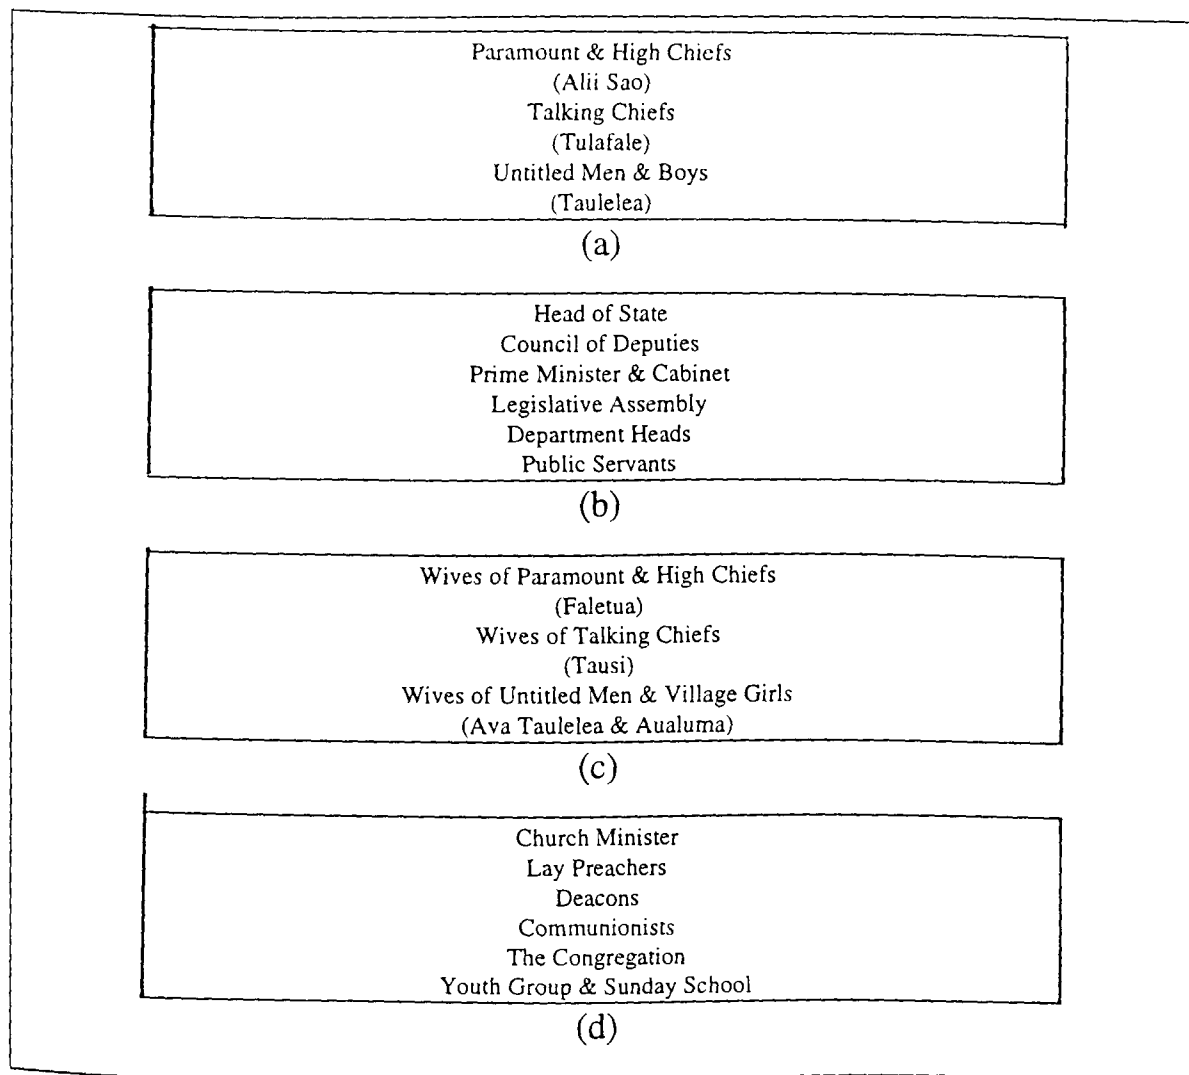 Paramount & High Chiefs
(Alii Sao)
Talking Chiefs
(Tulafale)
Untitled Men & Boys
(Taulelea)
(a)
Head of State
Council of Deputies
Prime Minister & Cabinet
Legislative Assembly
Department Heads
Public Servants
(b)
Wives of Paramount & High Chiefs
(Faletua)
Wives of Talking Chiefs
(Tausi)
Wives of Untitled Men & Village Girls
(Ava Taulelea & Aualuma)
(c)
Church Minister
Lay Preachers
Deacons
Communionists
The Congregation
Youth Group & Sunday School
(d)